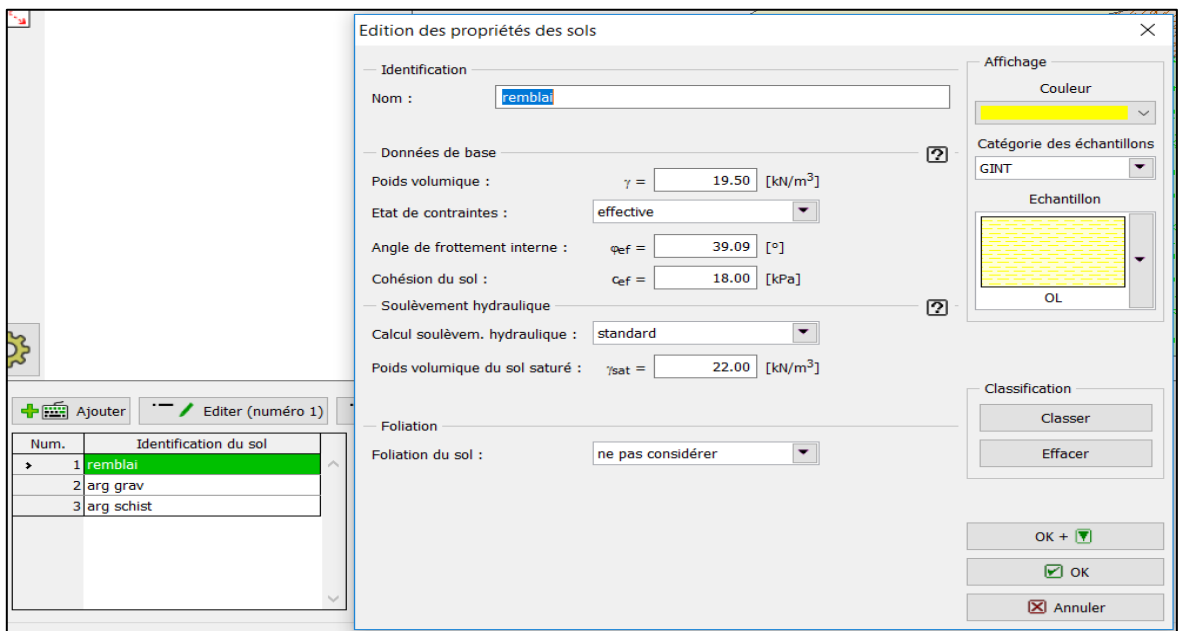 Edition des propriétés des sols
Identification
Nom :
remblai
Données de base
Poids volumique : γ = 19.50 [kN/m³]
Etat de contraintes : effective
Angle de frottement interne : φef = 39.09 [°]
Cohésion du sol : cef = 18.00 [kPa]
Soulèvement hydraulique
Calcul soulèvem. hydraulique : standard
Poids volumique du sol saturé : γsat = 22.00 [kN/m³]
Foliation
Foliation du sol : ne pas considérer
Affichage
Couleur
Catégorie des échantillons
GINT
Echantillon
OL
Classification
Classer
Effacer
OK +
OK
Annuler
Ajouter
Editer (numéro 1)
Num. Identification du sol
1 remblai
2 arg grav
3 arg schist